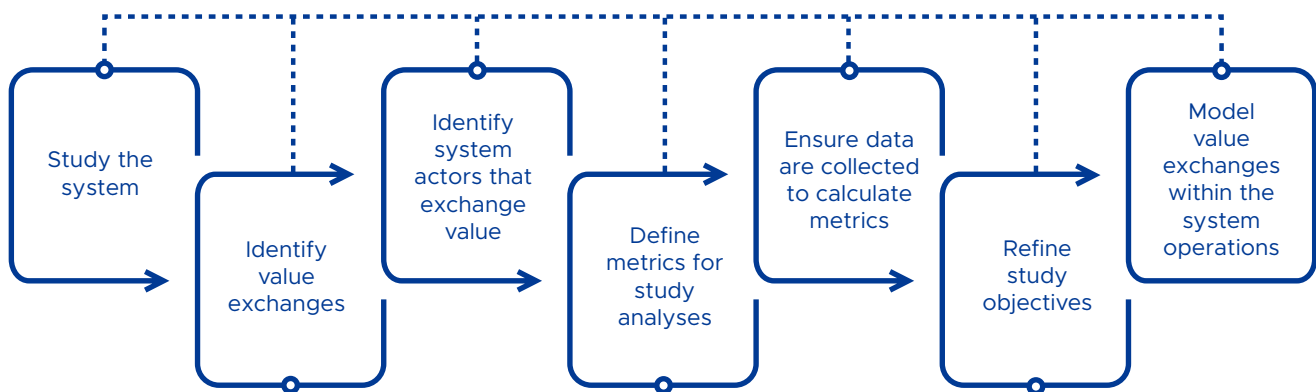 Study the
system
Identify
value
exchanges
Identify
system
actors that
exchange
value
Define
metrics for
study
analyses
Ensure data
are collected
to calculate
metrics
Refine
study
objectives
Model
value
exchanges
within the
system
operations